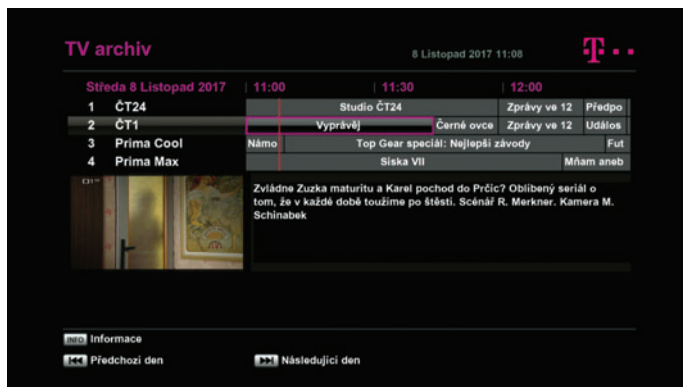 TV archiv
8 Listopad 2017 11:08
T
Středa 8 Listopad 2017 11:00 11:30 12:00
1 ČT24 Studio ČT24 Zprávy ve 12 Předpo
2 ČT1 Vyprávěj Černé ovce Zprávy ve 12 Událos
3 Prima Cool Námo Top Gear speciál: Nejlepší závody Fut
4 Prima Max Siska VII Mňam aneb
Zvládne Zuzka maturitu a Karel pochod do Prčic? Oblíbený seriál o
tom, že v každé době toužíme po štěstí. Scénář R. Merkner. Kamera M.
Schinabek
INFO Informace
Předchozí den Následující den